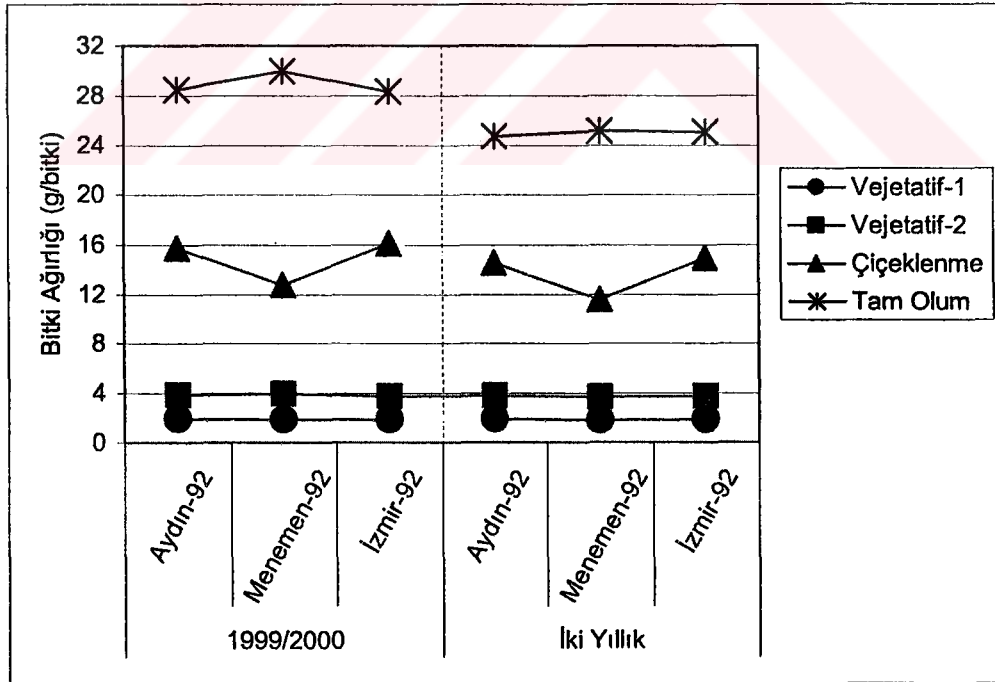 Bitki Ağırlığı (g/bitki)
32
28
24
20
16
12
8
4
0
Aydın-92
Menemen-92
İzmir-92
Aydın-92
Menemen-92
İzmir-92
1999/2000
İki Yıllık
Vejetatif-1
Vejetatif-2
Çiçeklenme
Tam Olum